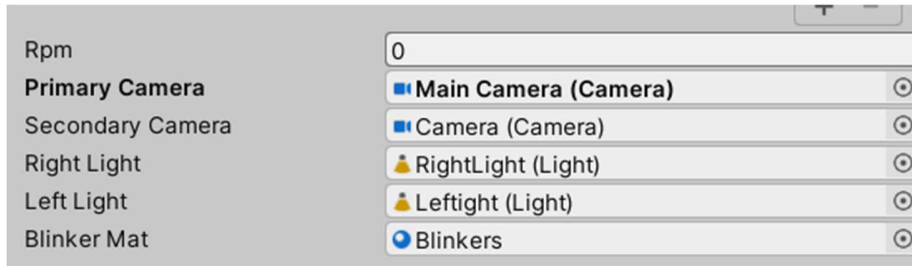 Rpm 0
Primary Camera Main Camera (Camera)
Secondary Camera Camera (Camera)
Right Light RightLight (Light)
Left Light Leftight (Light)
Blinker Mat Blinkers